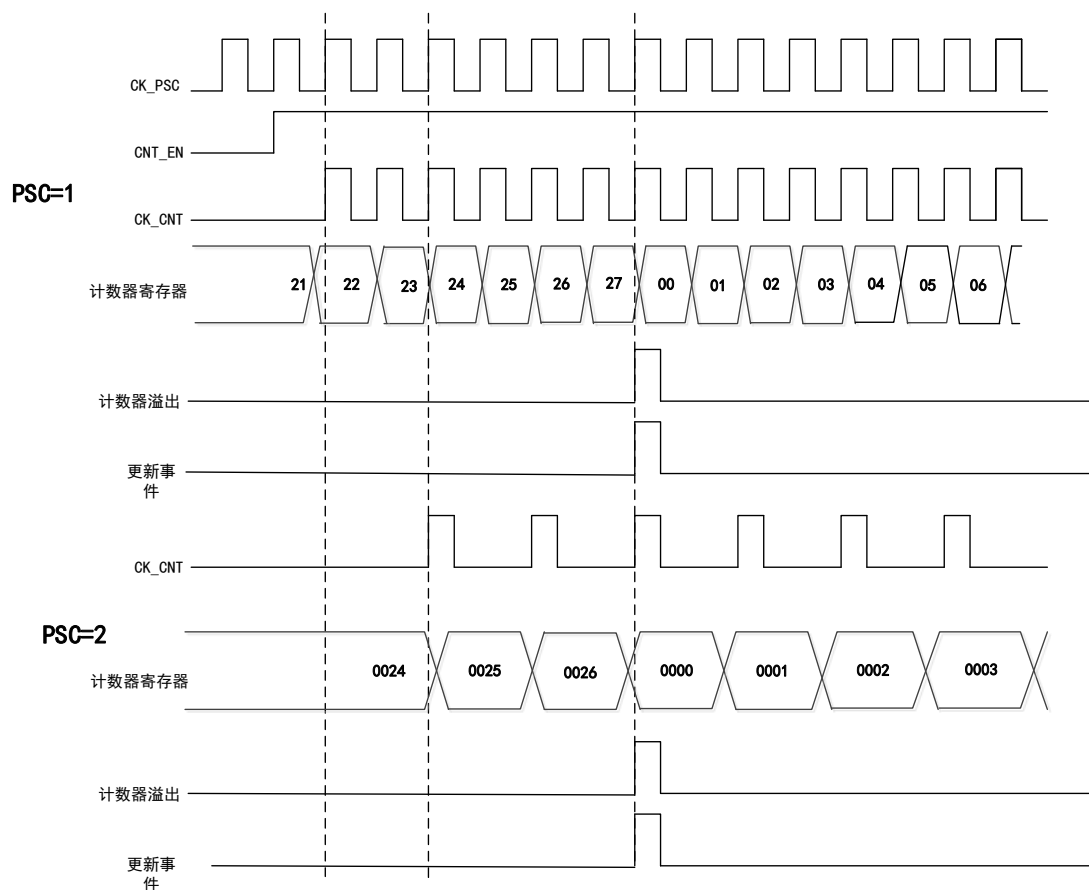 CK_PSC
CNT_EN
PSC=1
CK_CNT
计数器寄存器
21 22 23 24 25 26 27 00 01 02 03 04 05 06
计数器溢出
更新事
件
CK_CNT
PSC=2
计数器寄存器
0024 0025 0026 0000 0001 0002 0003
计数器溢出
更新事
件